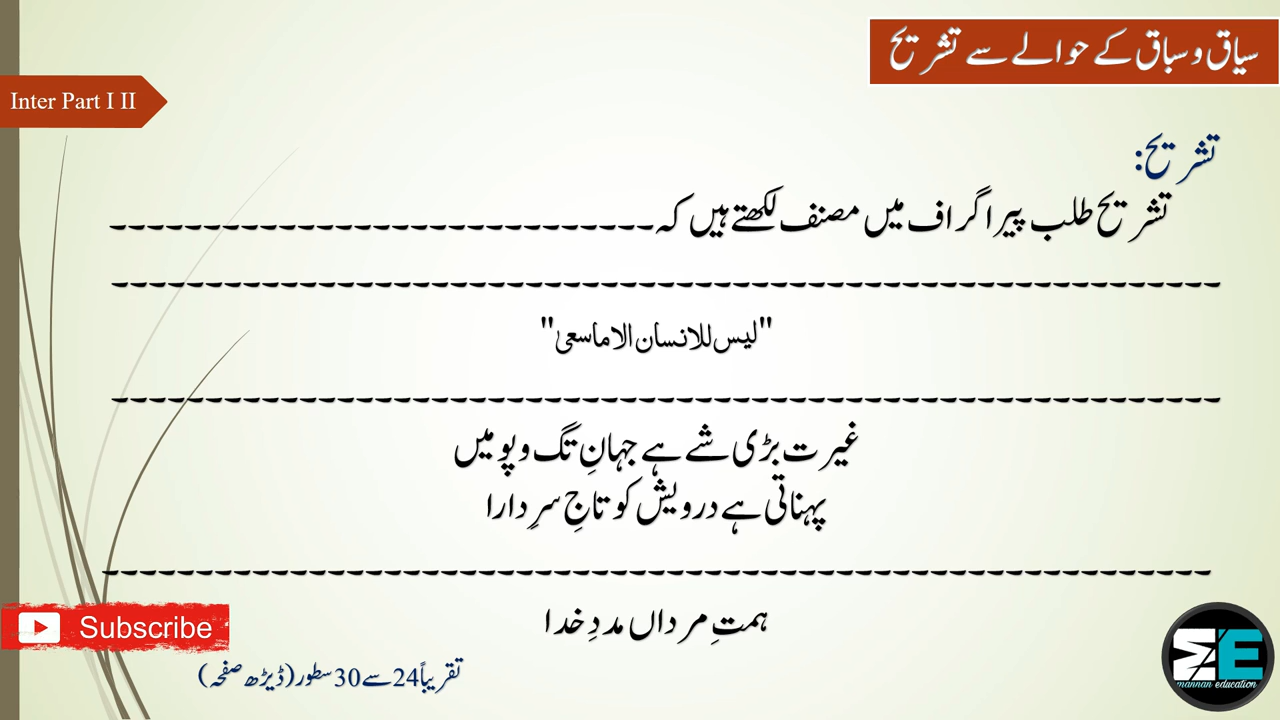 سیاق و سباق کے حوالے سے تشریح
Inter Part I II
تشریح:
تشریح طلب پیراگراف میں مصنف لکھتے ہیں کہ ----------------------------
---------------------------------------------------------
"لیس للانسان الا ماسعیٰ"
---------------------------------------------------------
غیرت بڑی شے ہے جہانِ تگ و پو میں
پہناتی ہے درویش کو تاجِ سرِ دارا
---------------------------------------------------------
ہمتِ مرداں مددِ خدا
Subscribe
تقریباً 24 سے 30 سطور (ڈیڑھ صفحہ)
mannan education